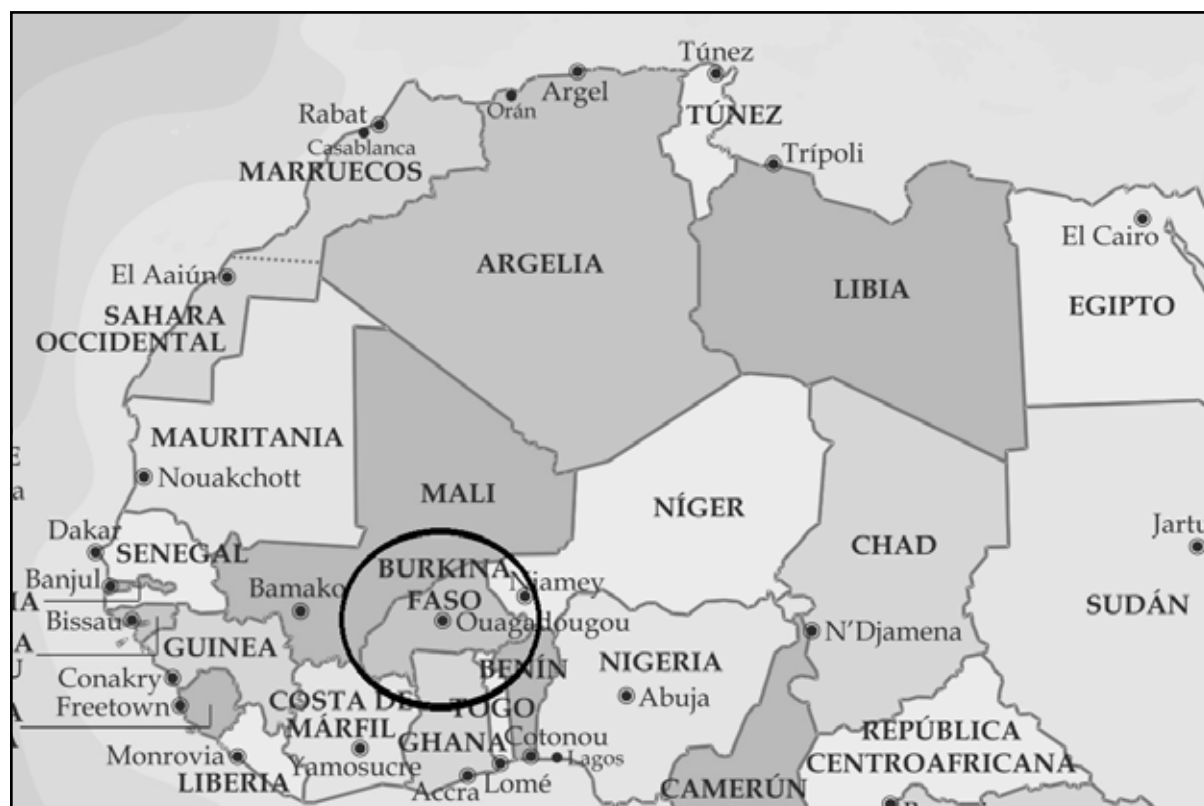 Túnez
Argel
Orán
TÚNEZ
Rabat
Casablanca
MARRUECOS
Trípoli
El Cairo
ARGELIA
El Aaiún
LIBIA
EGIPTO
SAHARA
OCCIDENTAL
MAURITANIA
Nouakchott
MALI
NÍGER
Dakar
SENEGAL
CHAD
Banjul
Bamako
BURKINA
FASO
Niamey
Ouagadougou
SUDÁN
Bissau
GUINEA
N'Djamena
BENÍN
NIGERIA
Conakry
Abuja
Freetown
COSTA DE
MÁRFIL
TOGO
REPÚBLICA
CENTROAFRICANA
GHANA
Cotonou
Monrovia
Yamosucre
Lagos
LIBERIA
Accra
Lomé
CAMERÚN